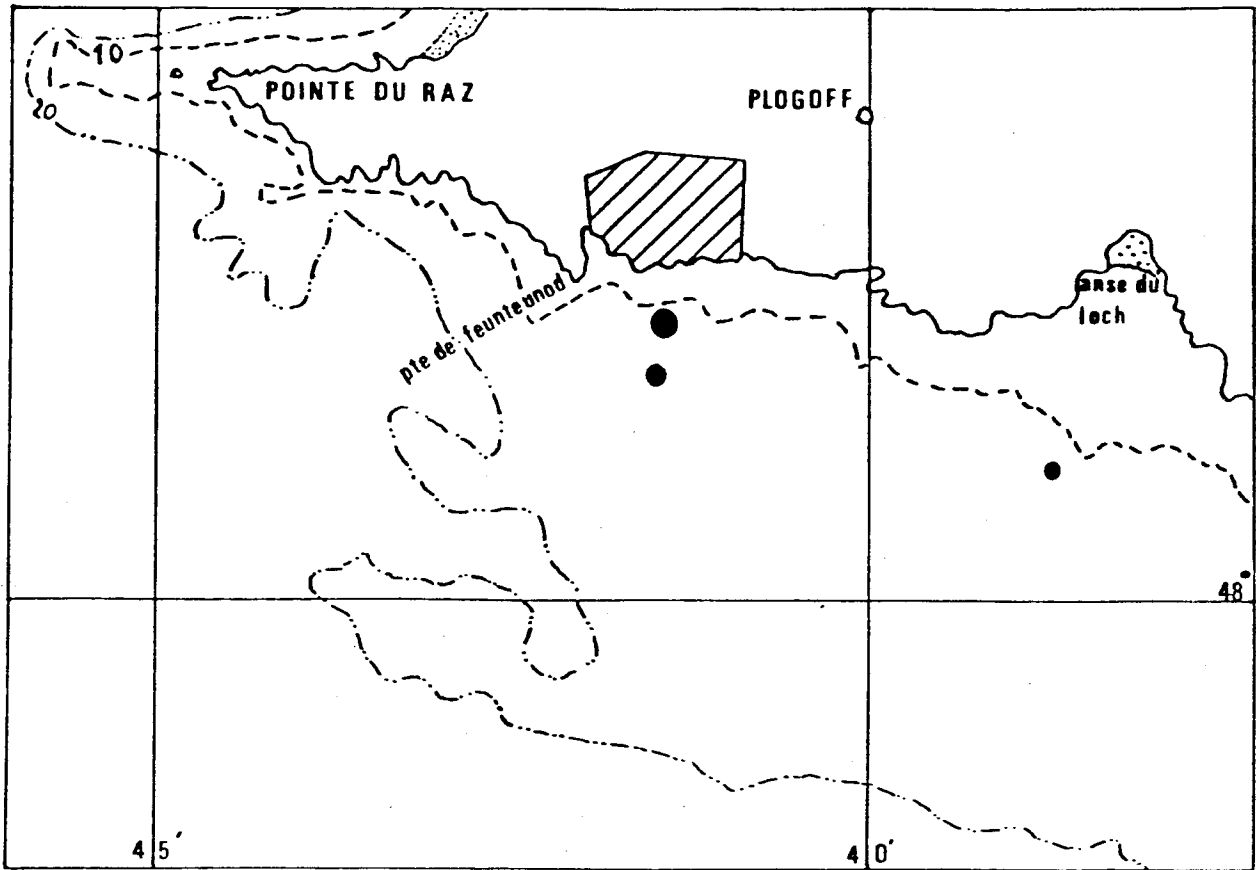 10
20
POINTE DU RAZ
PLOGOFF
pte de feunteunod
anse du
loch
48°
4 5'
4 0'